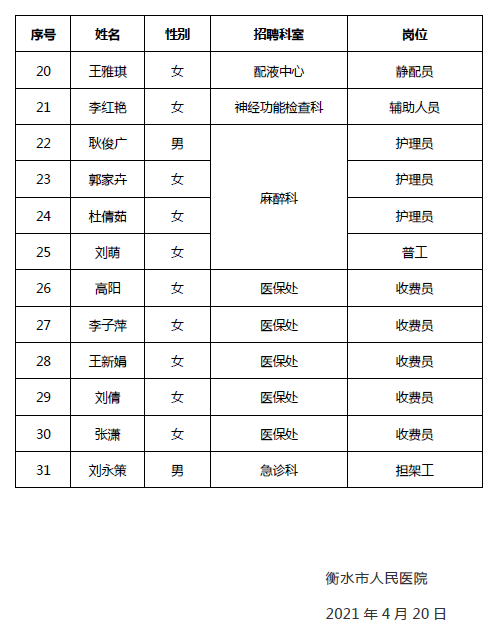 序号 姓名 性别 招聘科室 岗位
20 王雅琪 女 配液中心 静配员
21 李红艳 女 神经功能检查科 辅助人员
22 耿俊广 男 麻醉科 护理员
23 郭家卉 女 护理员
24 杜倩茹 女 护理员
25 刘萌 女 普工
26 高阳 女 医保处 收费员
27 李子萍 女 医保处 收费员
28 王新娟 女 医保处 收费员
29 刘倩 女 医保处 收费员
30 张潇 女 医保处 收费员
31 刘永策 男 急诊科 担架工
衡水市人民医院
2021 年 4 月 20 日